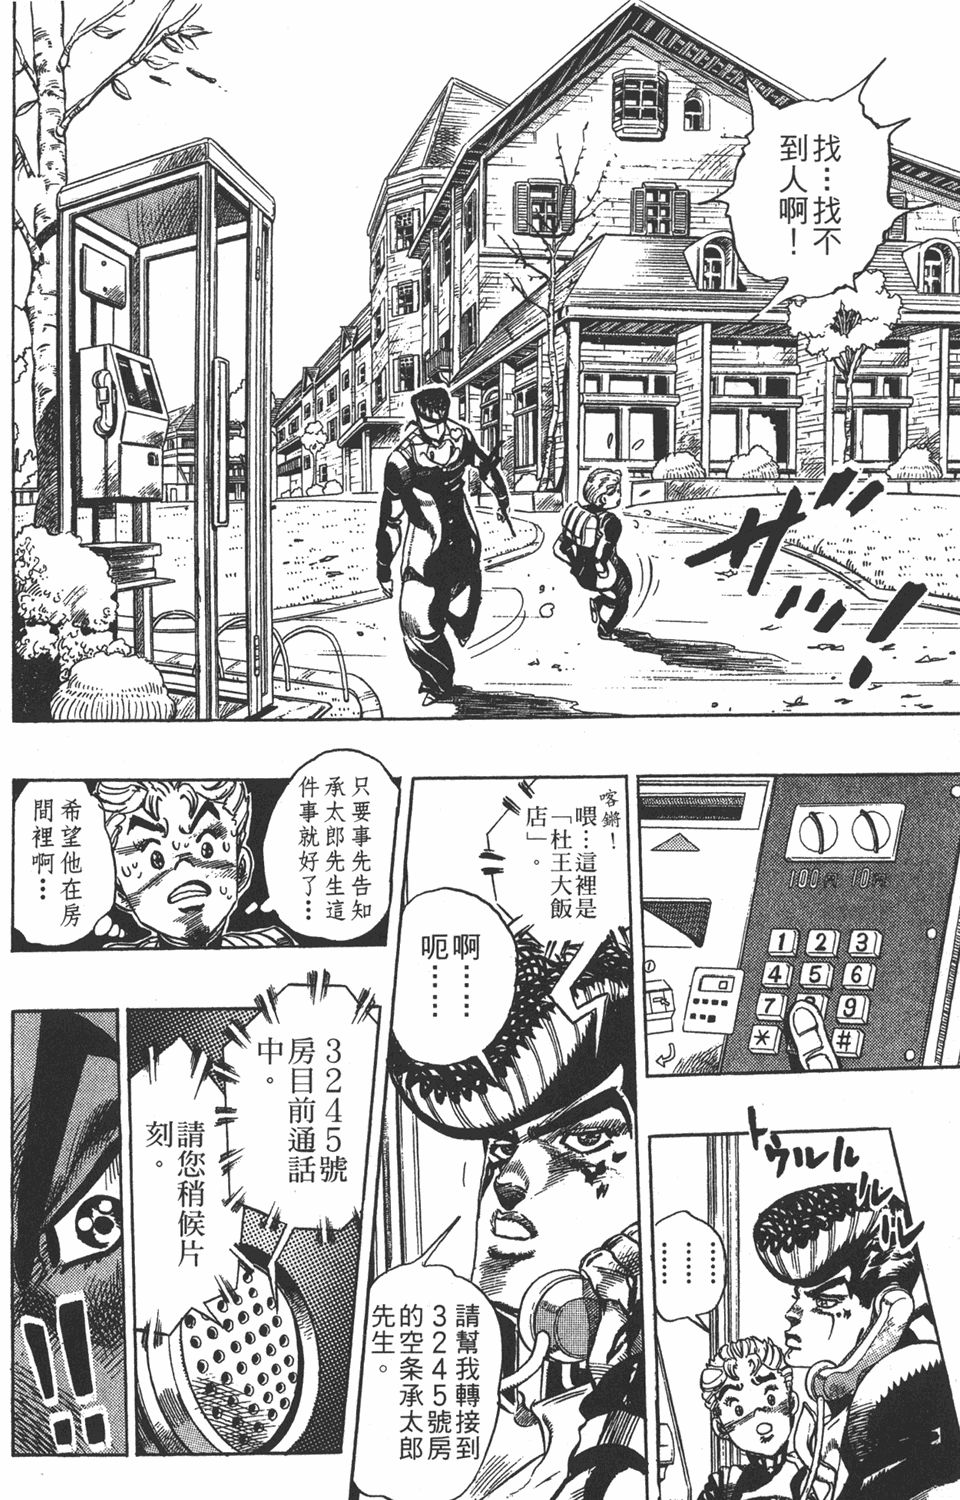 找…找不
到人啊！
ザッ！
100円 10円
1 2 3
4 5 6
7 9
* #
トゥルル
ルル
………
………
喀鏘！
喂…這裡是
「杜王大飯
店」。
啊……
呃……
請幫我轉接到
3245號房
的空条承太郎
先生。
只要事先告知
承太郎先生這
件事就好了…
希望他在房
間裡啊…
3245號
房目前通話
中。
請您稍候片
刻。
!!